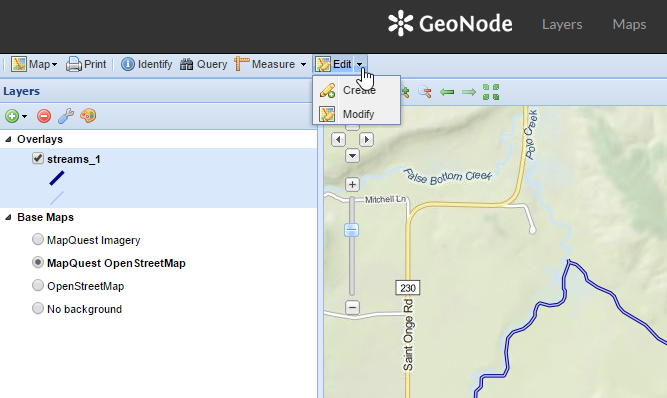 GeoNode Layers Maps
Map Print Identify Query Measure Edit
Create
Modify
Layers
Overlays
streams_1
Base Maps
MapQuest Imagery
MapQuest OpenStreetMap
OpenStreetMap
No background
Polo Creek
False Bottom Creek
Mitchell Ln
230
Saint Onge Rd